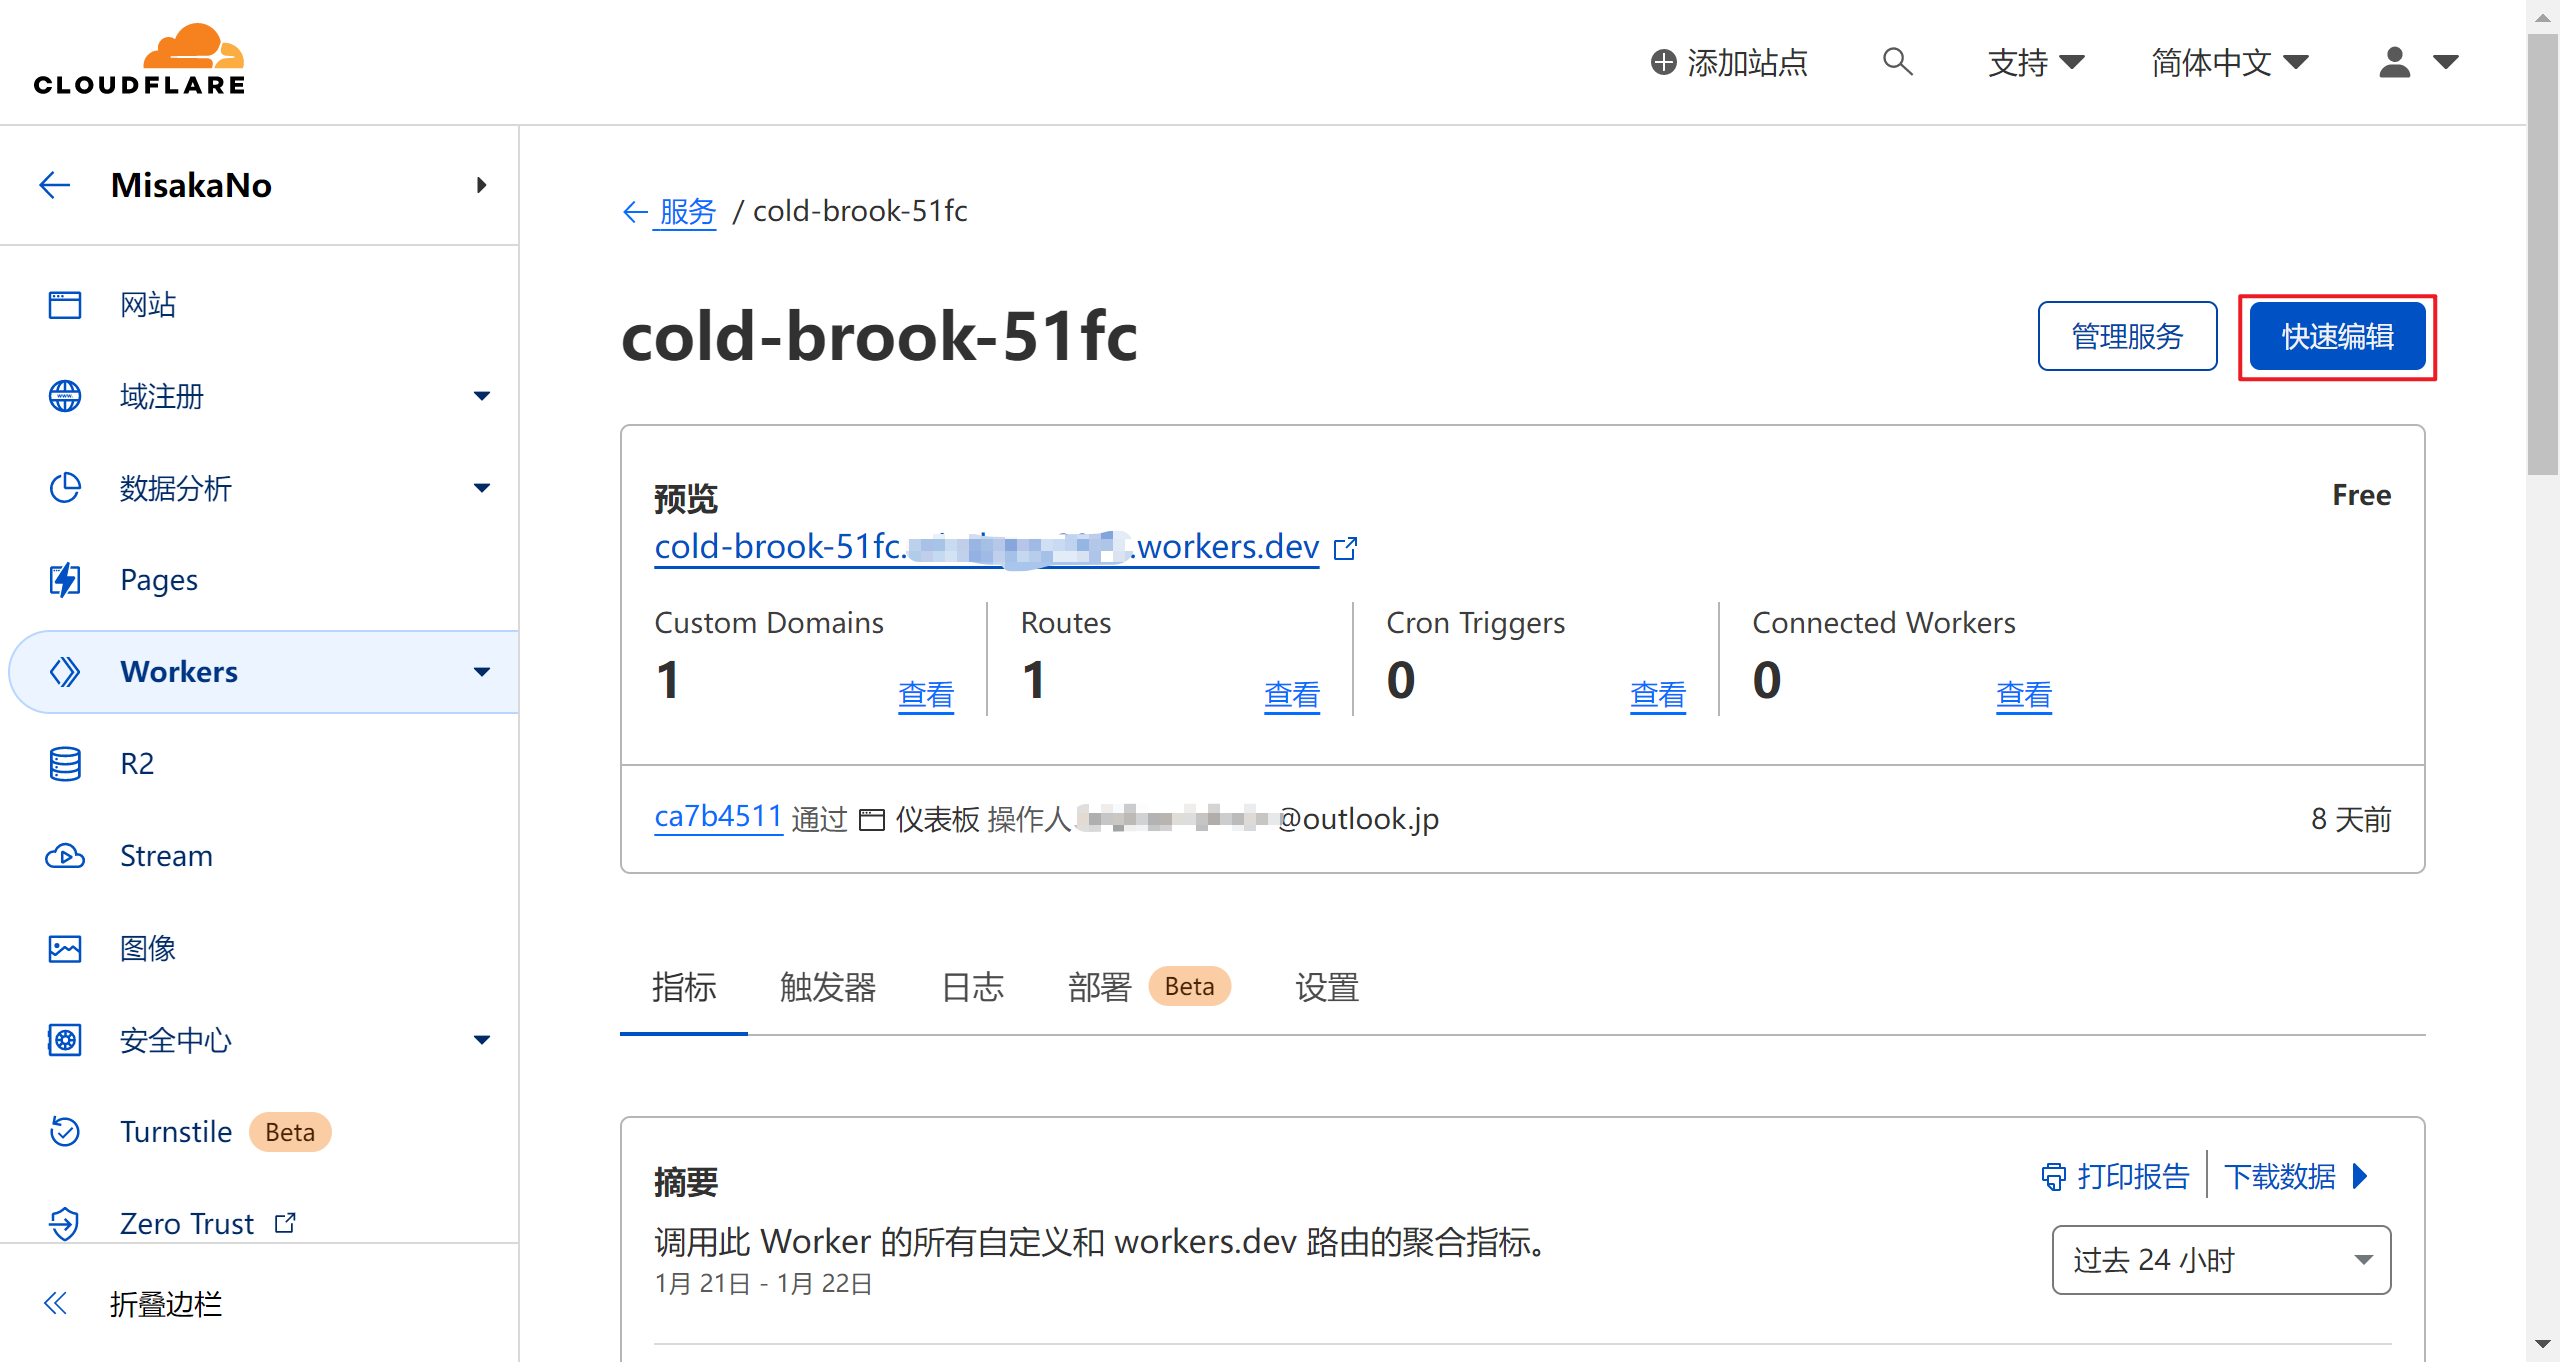 CLOUDFLARE
添加站点
支持
简体中文
MisakaNo
网站
域注册
数据分析
Pages
Workers
R2
Stream
图像
安全中心
Turnstile Beta
Zero Trust
折叠边栏
服务 / cold-brook-51fc
cold-brook-51fc
管理服务
快速编辑
预览
Free
cold-brook-51fc. .workers.dev
Custom Domains
1
查看
Routes
1
查看
Cron Triggers
0
查看
Connected Workers
0
查看
ca7b4511 通过 仪表板 操作人 @outlook.jp
8 天前
指标
触发器
日志
部署 Beta
设置
摘要
打印报告
下载数据
调用此 Worker 的所有自定义和 workers.dev 路由的聚合指标。
1月 21日 - 1月 22日
过去 24 小时